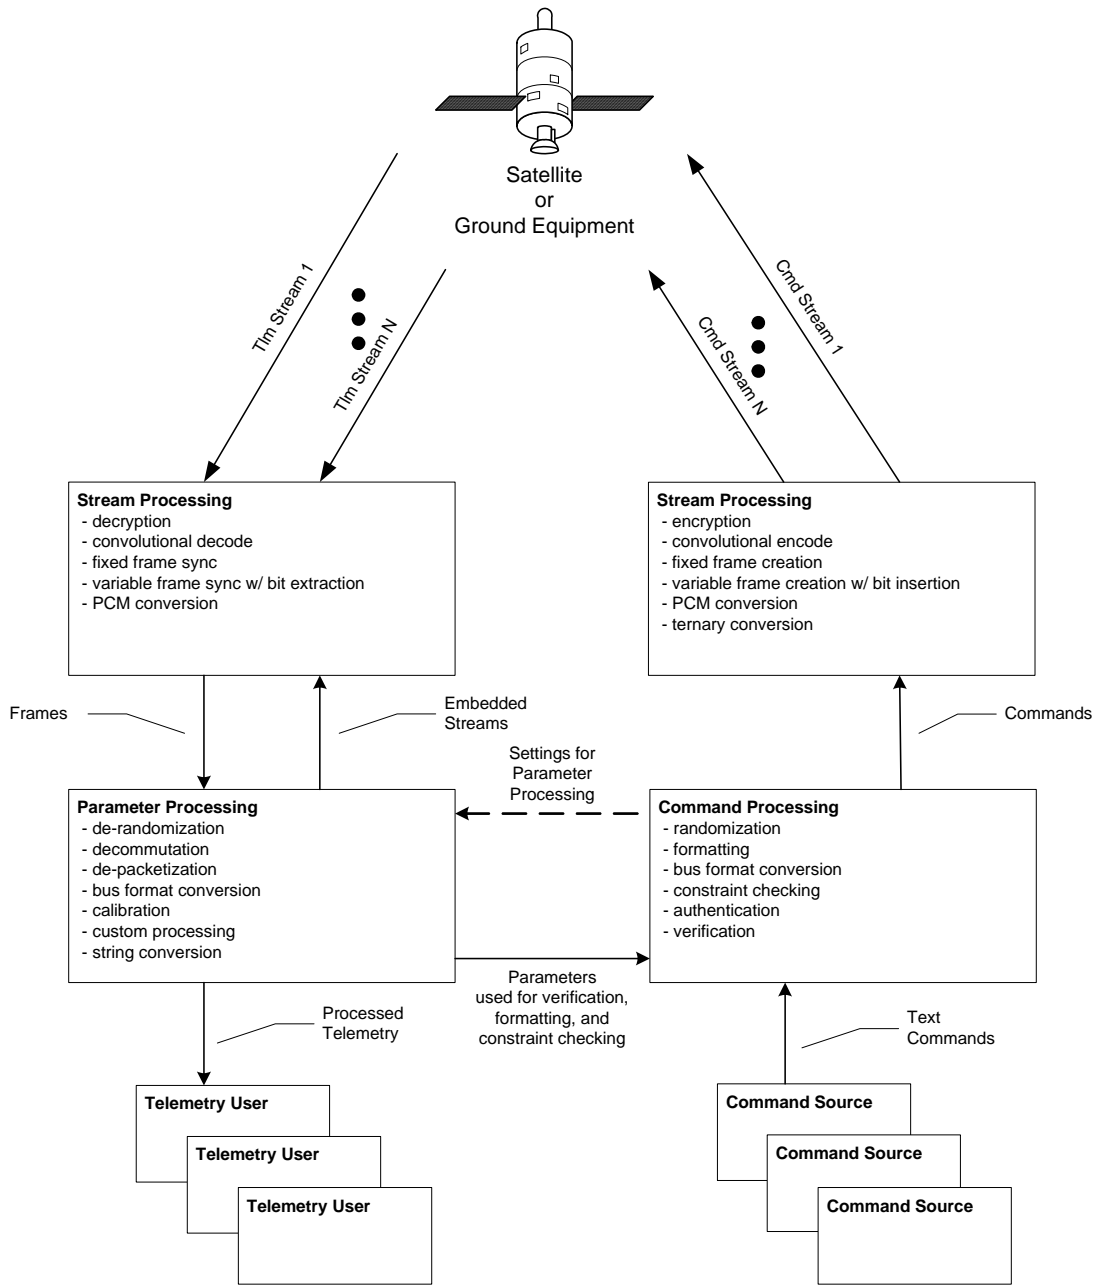 Satellite
or
Ground Equipment
Tlm Stream 1
Tlm Stream N
Cmd Stream N
Cmd Stream 1
Stream Processing
- decryption
- convolutional decode
- fixed frame sync
- variable frame sync w/ bit extraction
- PCM conversion
Stream Processing
- encryption
- convolutional encode
- fixed frame creation
- variable frame creation w/ bit insertion
- PCM conversion
- ternary conversion
Frames
Embedded
Streams
Commands
Settings for
Parameter
Processing
Parameter Processing
- de-randomization
- decommutation
- de-packetization
- bus format conversion
- calibration
- custom processing
- string conversion
Command Processing
- randomization
- formatting
- bus format conversion
- constraint checking
- authentication
- verification
Parameters
used for verification,
formatting, and
constraint checking
Processed
Telemetry
Text
Commands
Telemetry User
Telemetry User
Telemetry User
Command Source
Command Source
Command Source